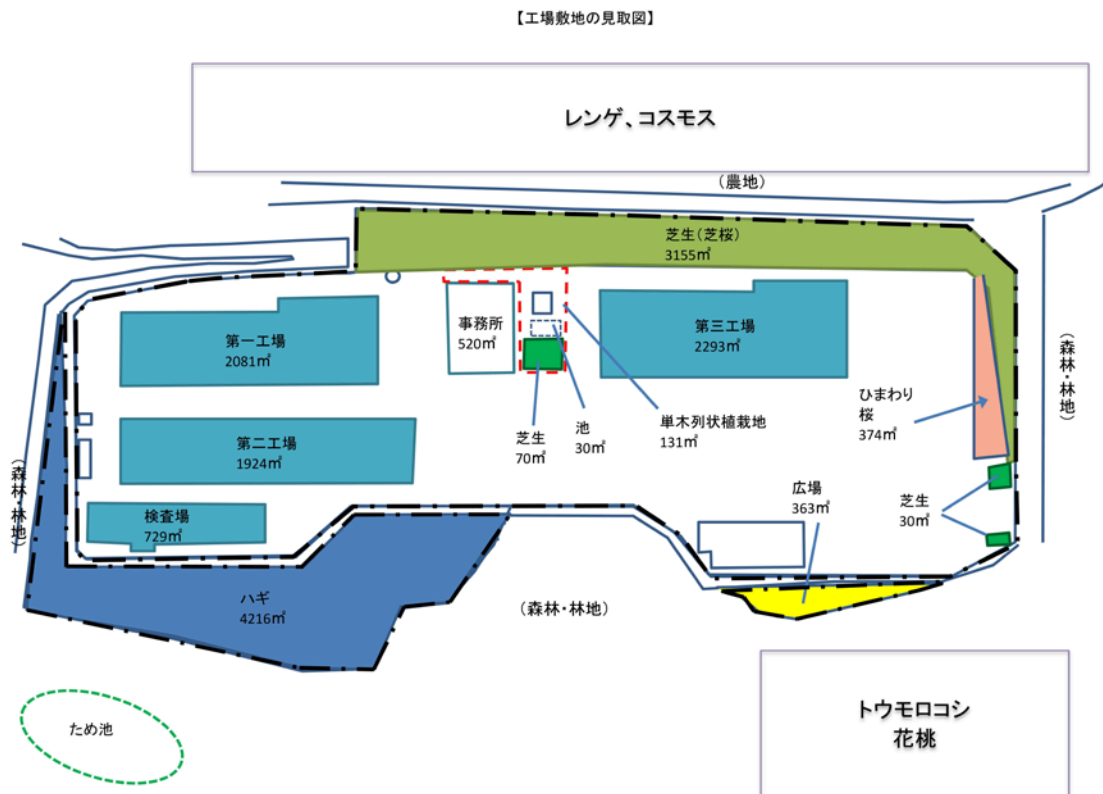 【工場敷地の見取図】
レンゲ、コスモス
(農地)
芝生(芝桜)
3155㎡
第一工場
2081㎡
事務所
520㎡
第三工場
2293㎡
(森林・林地)
ひまわり
桜
374㎡
第二工場
1924㎡
芝生
70㎡
池
30㎡
単木列状植栽地
131㎡
(森林・林地)
検査場
729㎡
広場
363㎡
芝生
30㎡
ハギ
4216㎡
(森林・林地)
ため池
トウモロコシ
花桃